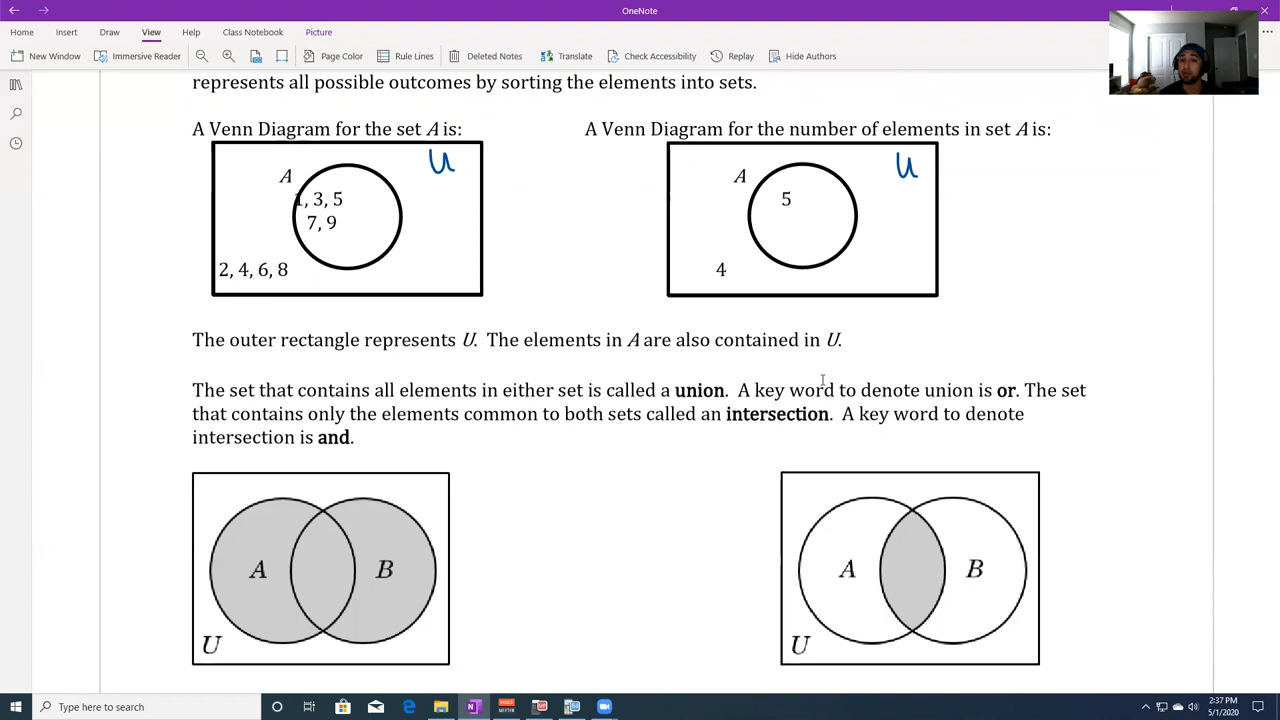 OneNote
Home Insert Draw View Help Class Notebook Picture
New Window Immersive Reader Page Color Rule Lines Deleted Notes Translate Check Accessibility Replay Hide Authors
represents all possible outcomes by sorting the elements into sets.
A Venn Diagram for the set A is:
A Venn Diagram for the number of elements in set A is:
U
A
1, 3, 5
7, 9
2, 4, 6, 8
U
A
5
4
The outer rectangle represents U. The elements in A are also contained in U.
The set that contains all elements in either set is called a union. A key word to denote union is or. The set
that contains only the elements common to both sets called an intersection. A key word to denote
intersection is and.
A B
U
A B
U
Type here to search
2:37 PM
5/1/2020